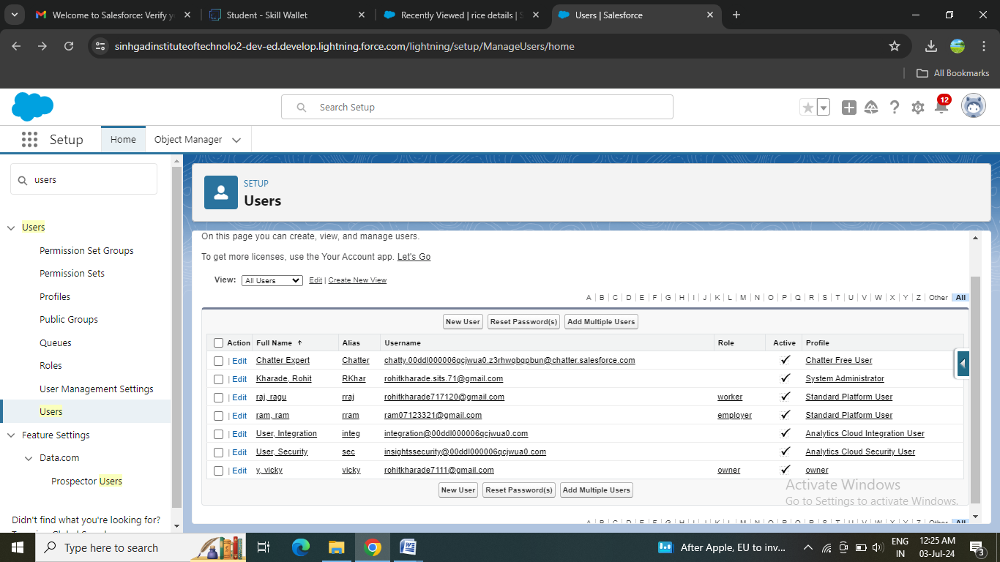 Welcome to Salesforce: Verify y
Student - Skill Wallet
Recently Viewed | rice details | S
Users | Salesforce
sinhgadinstituteoftechnolo2-dev-ed.develop.lightning.force.com/lightning/setup/ManageUsers/home
All Bookmarks
Search Setup
12
Setup
Home
Object Manager
users
Users
Permission Set Groups
Permission Sets
Profiles
Public Groups
Queues
Roles
User Management Settings
Users
Feature Settings
Data.com
Prospector Users
Didn't find what you're looking for?
SETUP
Users
On this page you can create, view, and manage users.
To get more licenses, use the Your Account app. Let's Go
View: All Users Edit | Create New View
A | B | C | D | E | F | G | H | I | J | K | L | M | N | O | P | Q | R | S | T | U | V | W | X | Y | Z | Other | All
New User Reset Password(s) Add Multiple Users
Action Full Name ↑ Alias Username Role Active Profile
| Edit Chatter Expert Chatter chatty.00ddl000006qcjwua0.z3rhwgbqpbun@chatter.salesforce.com ✓ Chatter Free User
| Edit Kharade, Rohit RKhar rohitkharade.sits.71@gmail.com ✓ System Administrator
| Edit raj, ragu rraj rohitkharade717120@gmail.com worker ✓ Standard Platform User
| Edit ram, ram rram ram07123321@gmail.com employer ✓ Standard Platform User
| Edit User, Integration integ integration@00ddl000006qcjwua0.com ✓ Analytics Cloud Integration User
| Edit User, Security sec insightssecurity@00ddl000006qcjwua0.com ✓ Analytics Cloud Security User
| Edit y, vicky vicky rohitkharade7111@gmail.com owner ✓ owner
New User Reset Password(s) Add Multiple Users
Activate Windows
Go to Settings to activate Windows.
A | B | C | D | E | F | G | H | I | J | K | L | M | N | O | P | Q | R | S | T | U | V | W | X | Y | Z | Other | All
Type here to search
After Apple, EU to inv...
ENG
IN
12:25 AM
03-Jul-24
3